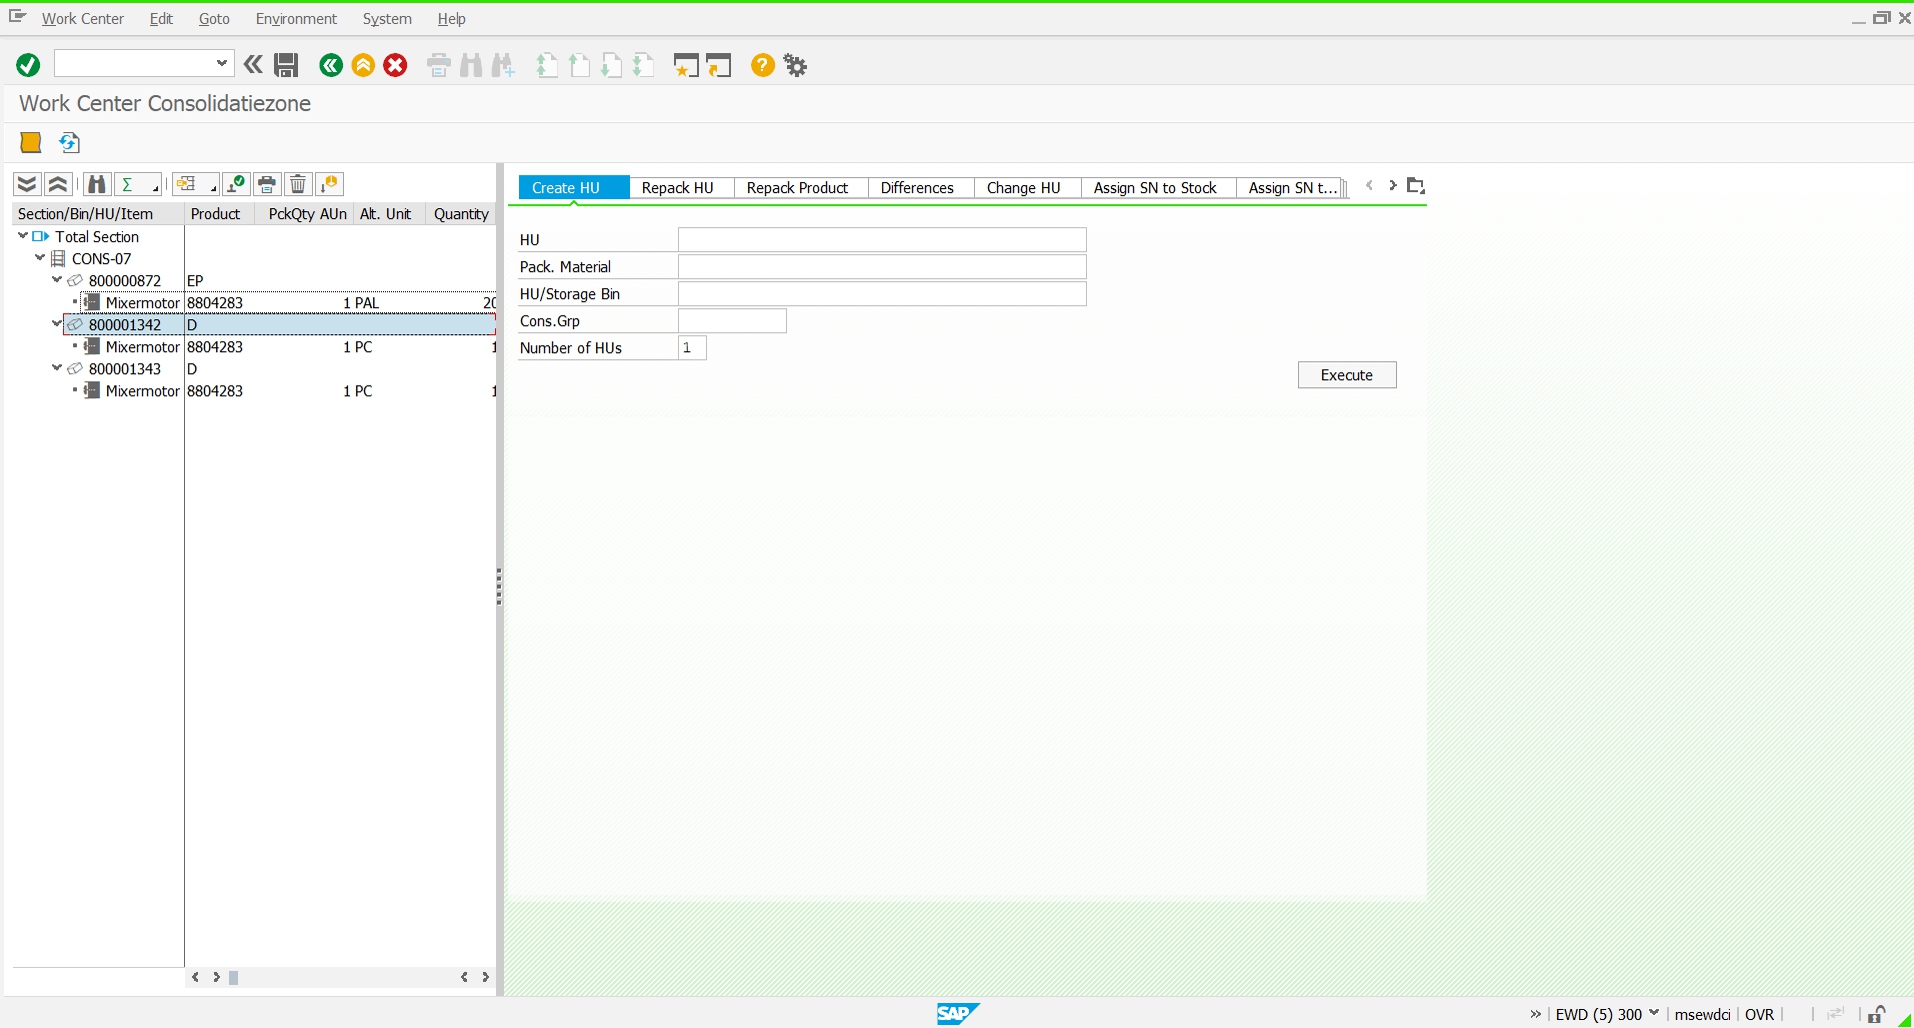 Work Center Edit Goto Environment System Help
Work Center Consolidatiezone
Create HU Repack HU Repack Product Differences Change HU Assign SN to Stock Assign SN t...
Section/Bin/HU/Item Product PckQty AUn Alt. Unit Quantity
Total Section
CONS-07
800000872 EP
Mixermotor 8804283 1 PAL 20
800001342 D
Mixermotor 8804283 1 PC 1
800001343 D
Mixermotor 8804283 1 PC 1
HU
Pack. Material
HU/Storage Bin
Cons.Grp
Number of HUs 1
Execute
SAP
EWD (5) 300 msewdci OVR